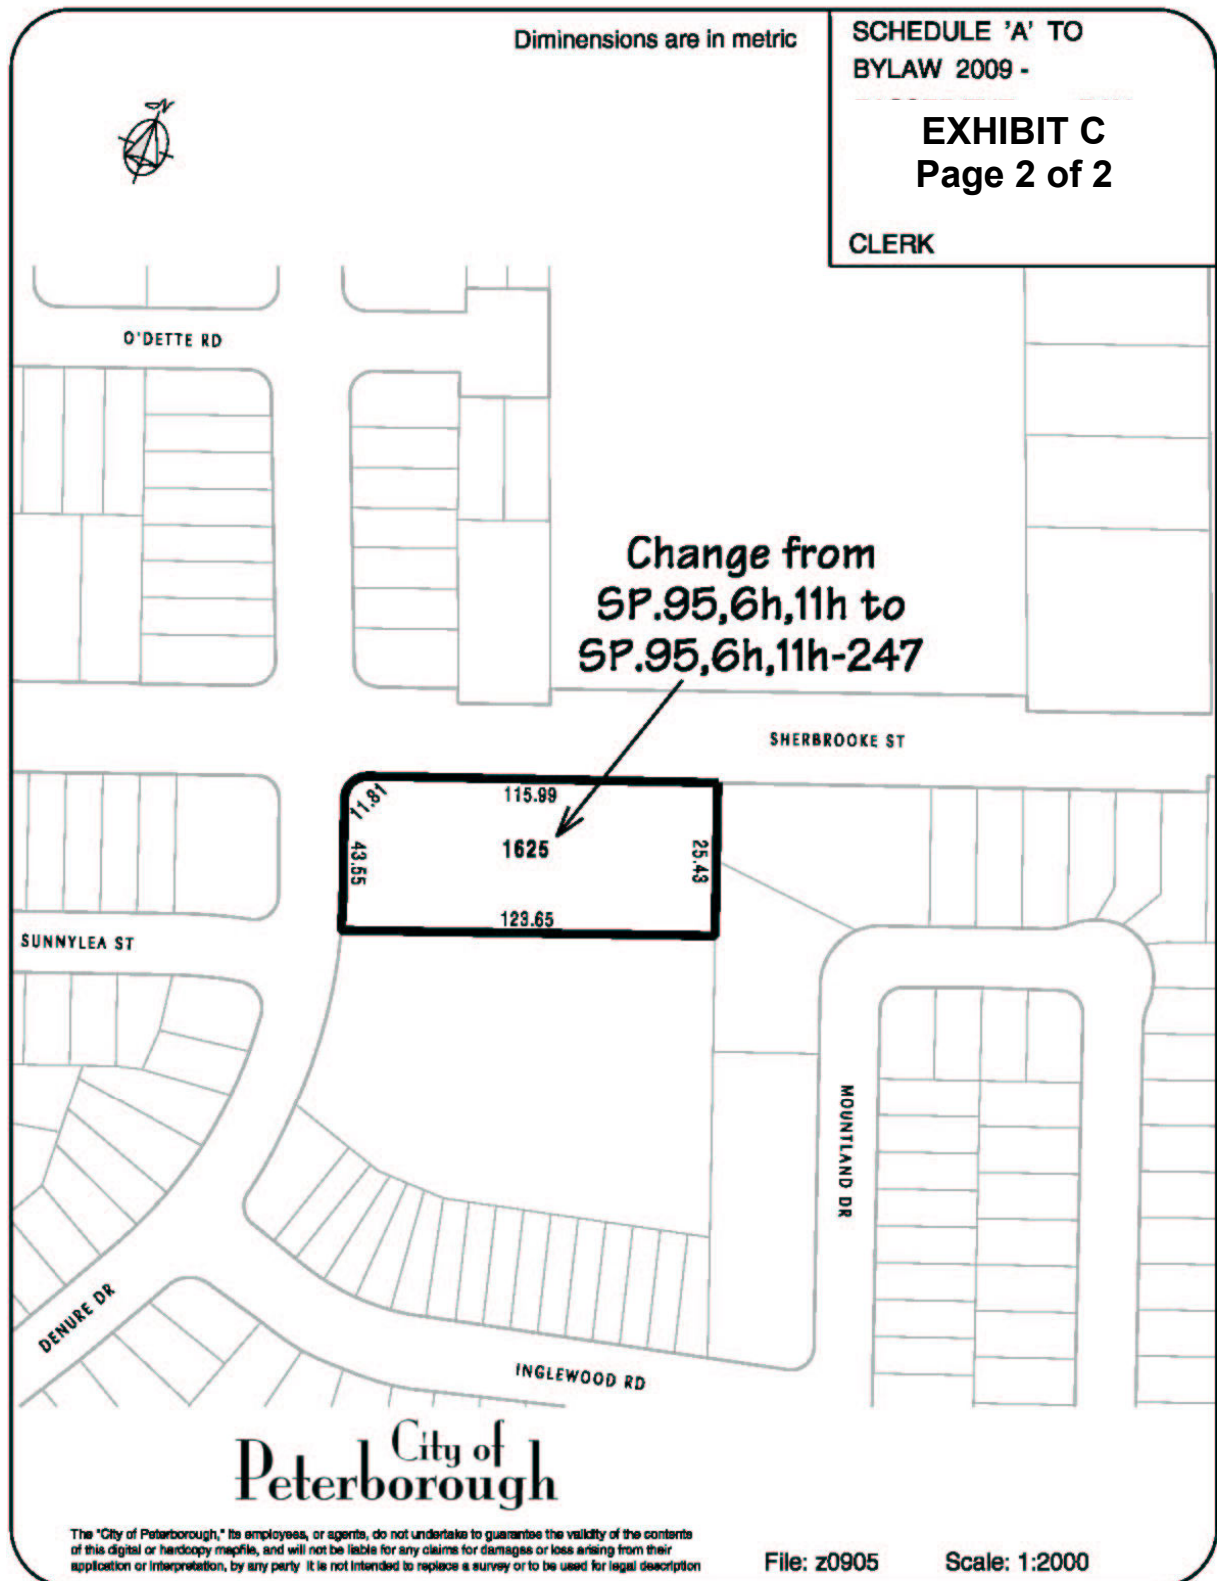 Diminensions are in metric
SCHEDULE 'A' TO
BYLAW 2009 -
EXHIBIT C
Page 2 of 2
CLERK
N
O'DETTE RD
Change from
SP.95,6h,11h to
SP.95,6h,11h-247
SHERBROOKE ST
11.81
115.99
43.55
1625
25.43
123.65
SUNNYLEA ST
MOUNTLAND DR
DENURE DR
INGLEWOOD RD
City of
Peterborough
The "City of Peterborough," its employees, or agents, do not undertake to guarantee the validity of the contents
of this digital or hardcopy mapfile, and will not be liable for any claims for damages or loss arising from their
application or interpretation, by any party It is not intended to replace a survey or to be used for legal description
File: z0905
Scale: 1:2000